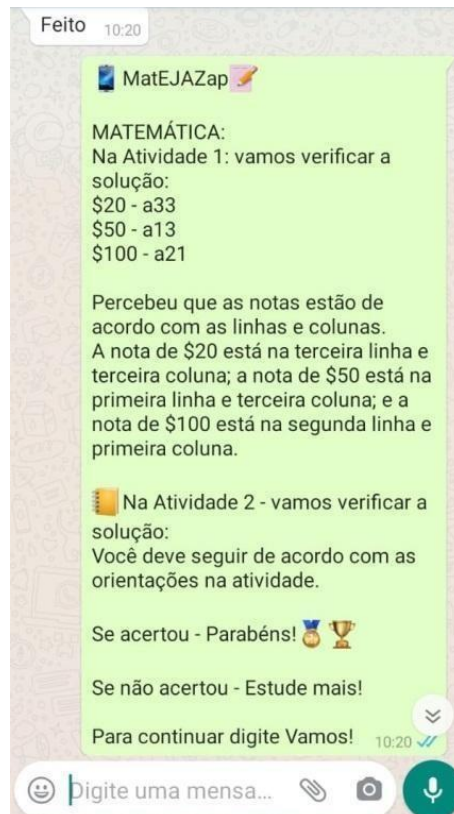 Feito 10:20
MatEJAZap
MATEMÁTICA:
Na Atividade 1: vamos verificar a
solução:
$20 - a33
$50 - a13
$100 - a21
Percebeu que as notas estão de
acordo com as linhas e colunas.
A nota de $20 está na terceira linha e
terceira coluna; a nota de $50 está na
primeira linha e terceira coluna; e a
nota de $100 está na segunda linha e
primeira coluna.
Na Atividade 2 - vamos verificar a
solução:
Você deve seguir de acordo com as
orientações na atividade.
Se acertou - Parabéns!
Se não acertou - Estude mais!
Para continuar digite Vamos! 10:20
Digite uma mensa...